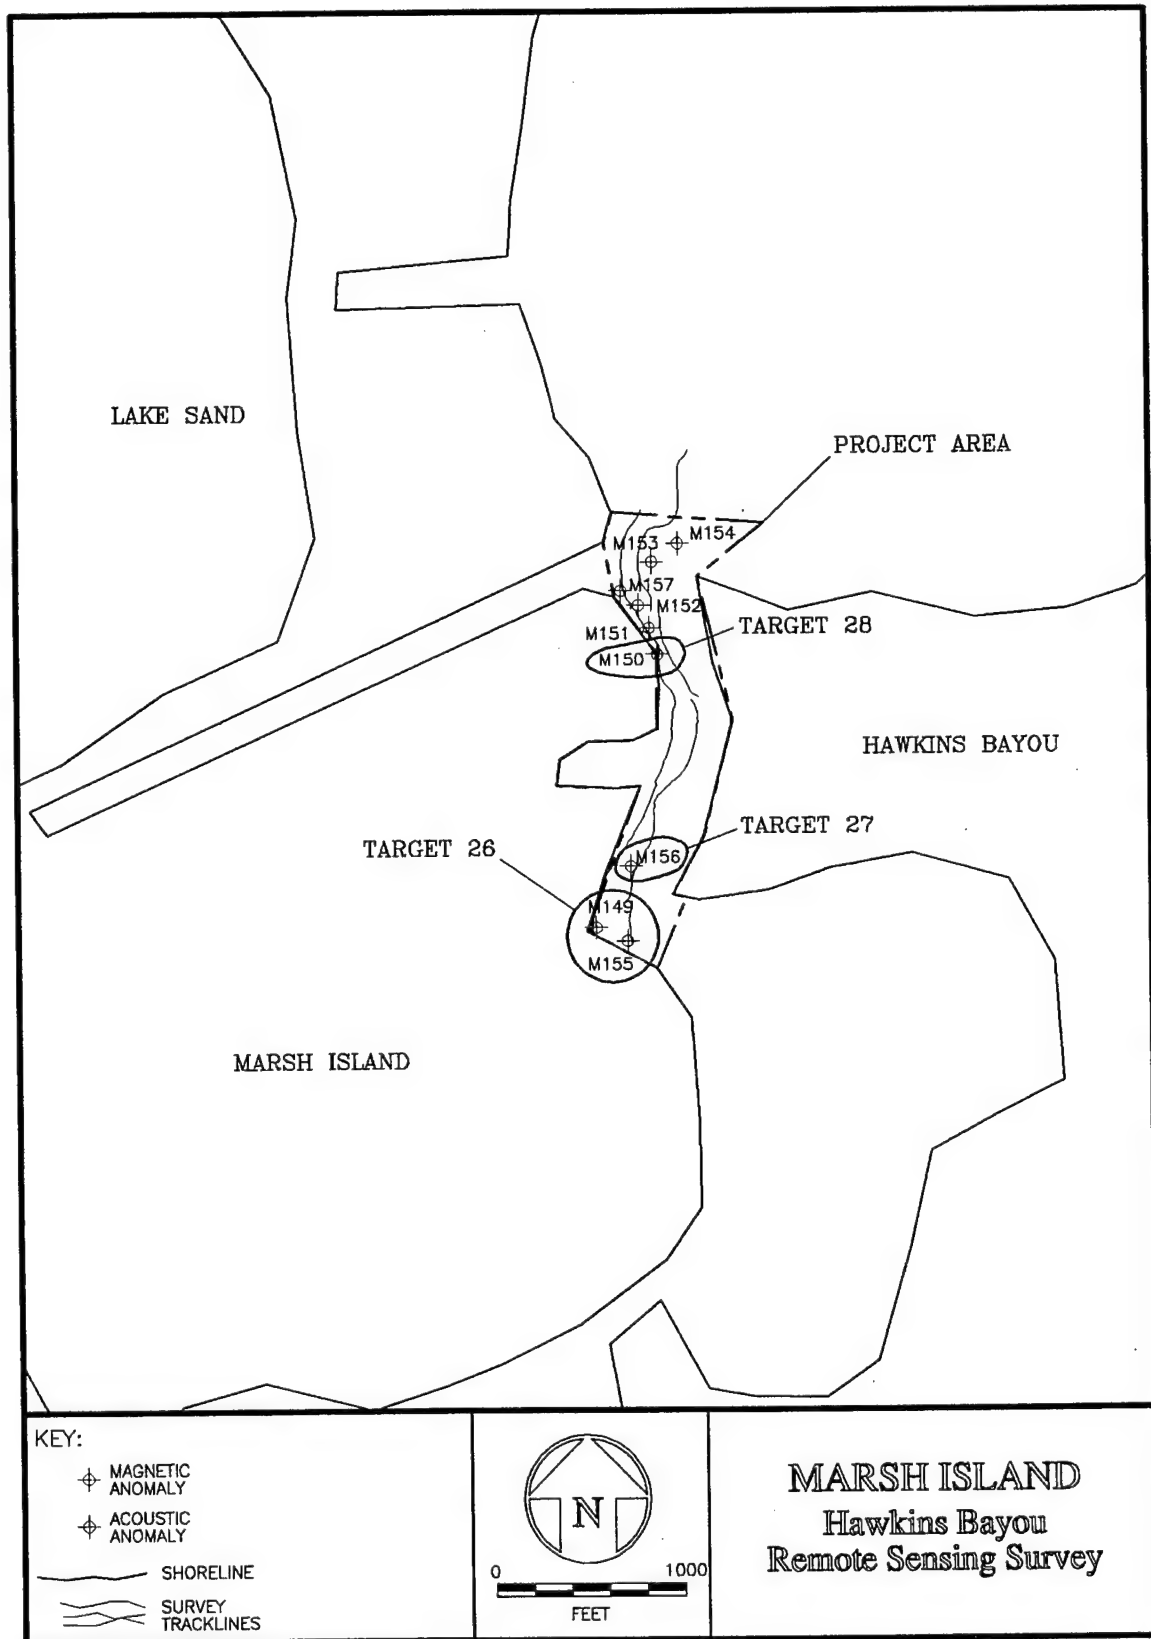 LAKE SAND
PROJECT AREA
M154
M153
M157
M152
M151
TARGET 28
M150
HAWKINS BAYOU
TARGET 27
TARGET 26
M156
M149
M155
MARSH ISLAND
KEY:
MAGNETIC
ANOMALY
ACOUSTIC
ANOMALY
SHORELINE
SURVEY
TRACKLINES
N
0 1000
FEET
MARSH ISLAND
Hawkins Bayou
Remote Sensing Survey